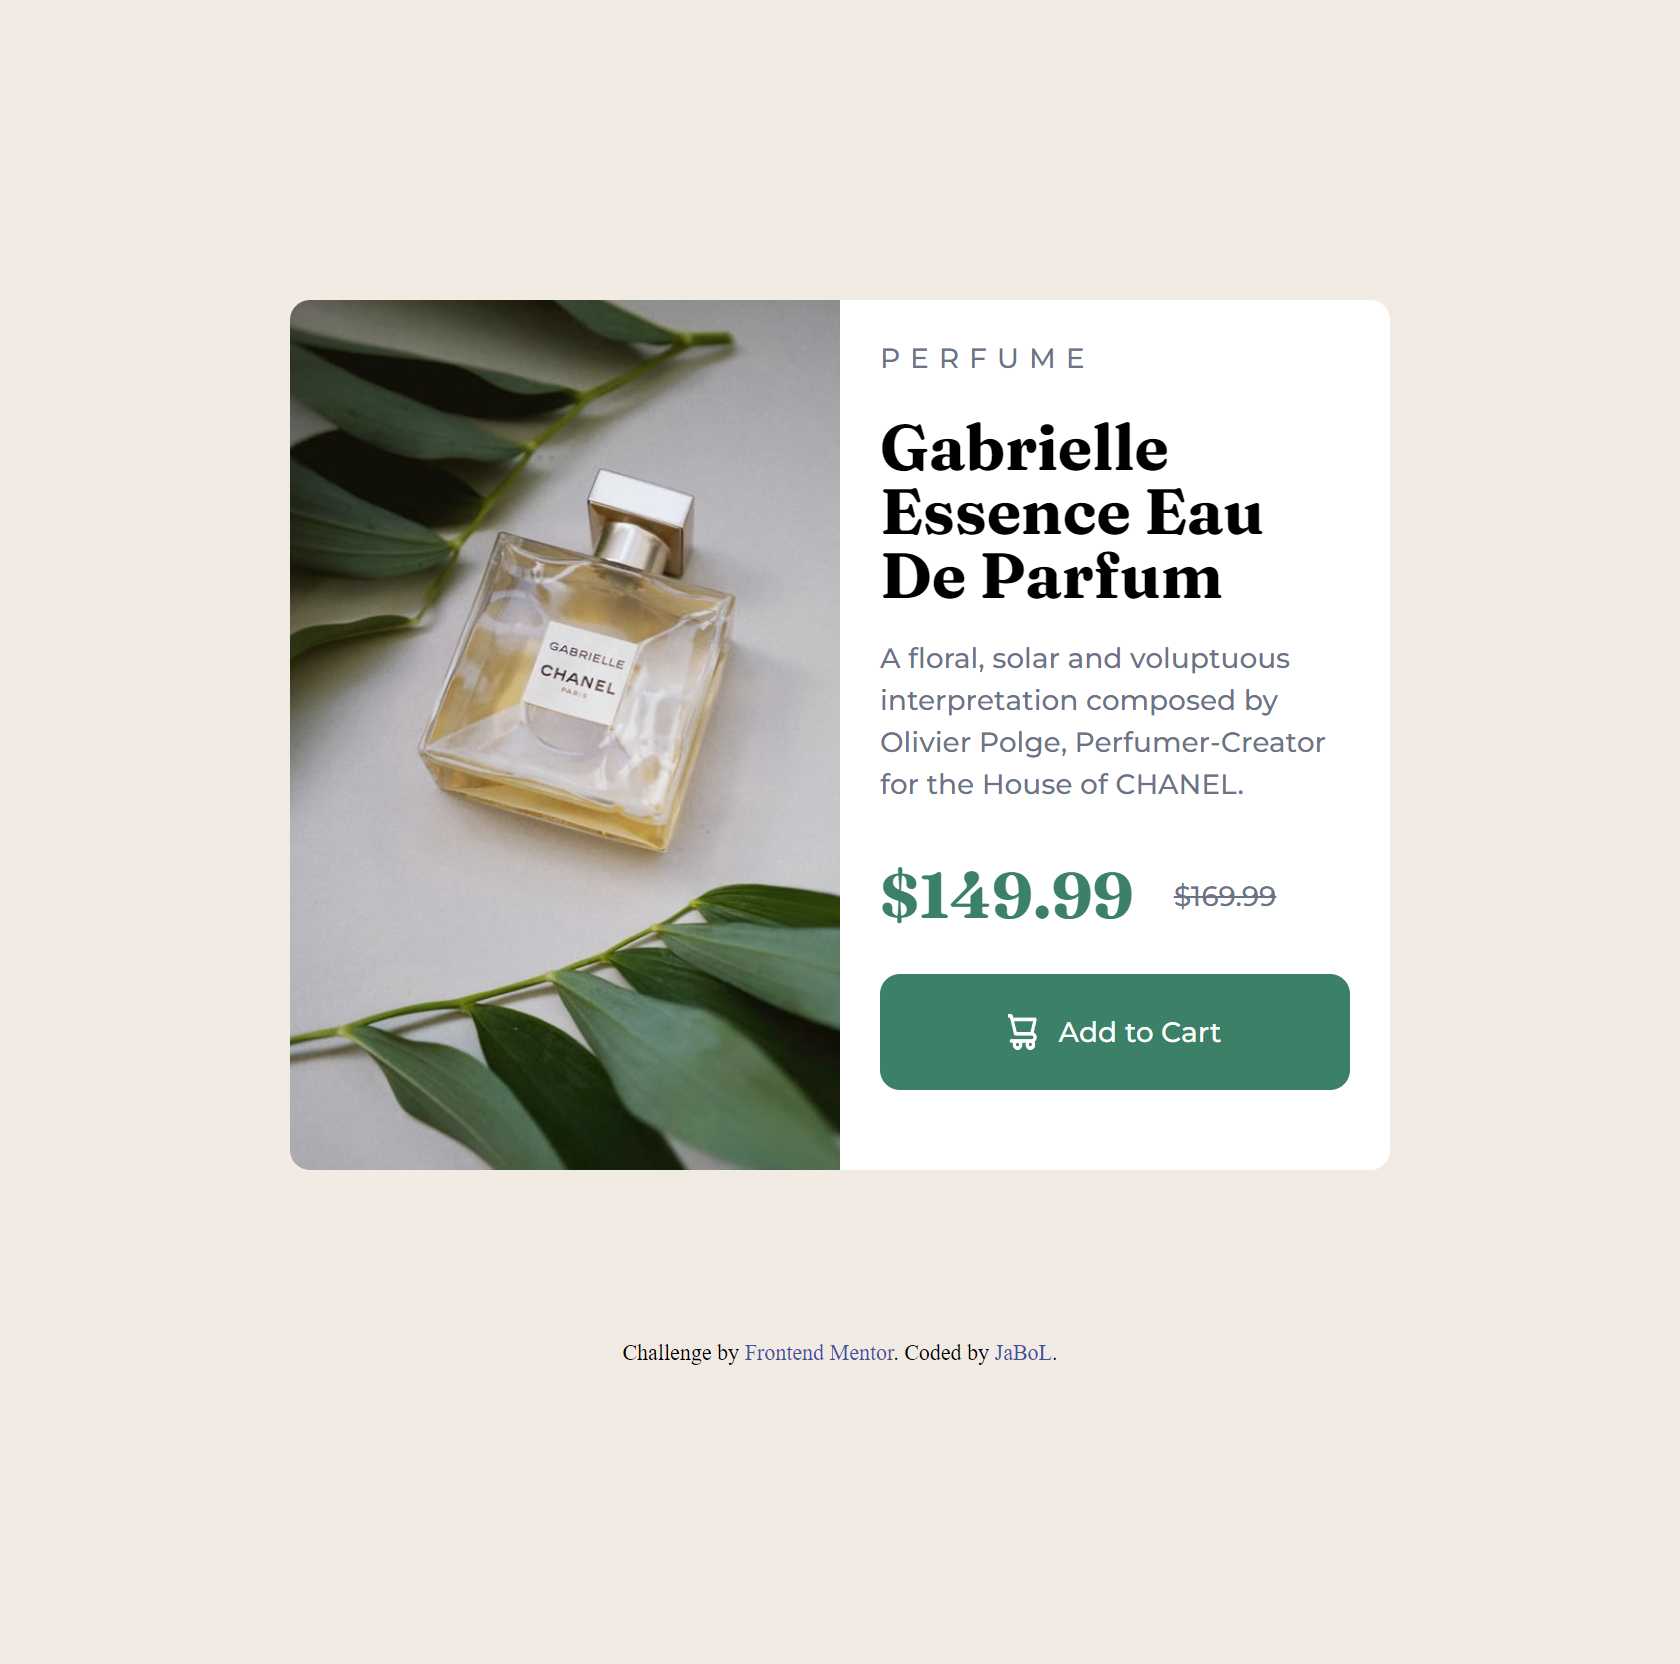 GABRIELLE
CHANEL
PARIS
PERFUME
Gabrielle
Essence Eau
De Parfum
A floral, solar and voluptuous
interpretation composed by
Olivier Polge, Perfumer-Creator
for the House of CHANEL.
$149.99 $169.99
Add to Cart
Challenge by Frontend Mentor. Coded by JaBoL.